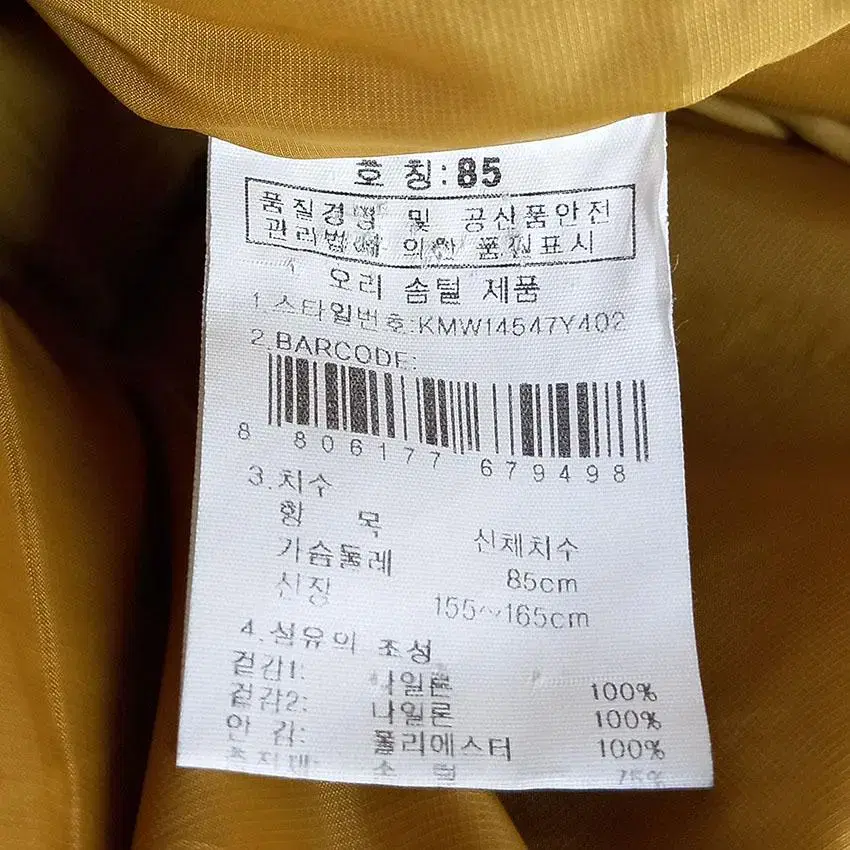 호 칭:85
품질경영 및 공산품안전
관리법에 의한 품질표시
오리 솜털 제품
1.스타일번호:KMW14547Y402
2.BARCODE:
8 806177 679498
3.치수
항 목 신체치수
가슴둘레 85cm
신장 155~165cm
4.섬유의 조성
겉감1: 나일론 100%
겉감2: 나일론 100%
안 감: 폴리에스터 100%
솜 털 75%